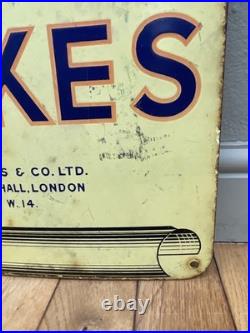 KES
S & CO. LTD.
HALL, LONDON
W.14.